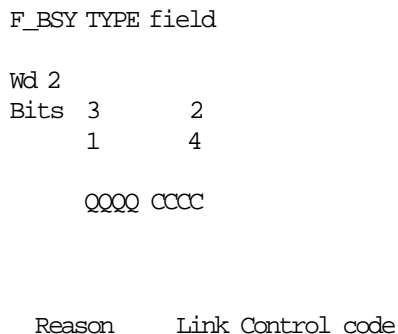 F_BSY TYPE field
Wd 2
Bits 3 2
1 4
QQQQ CCCC
Reason Link Control code